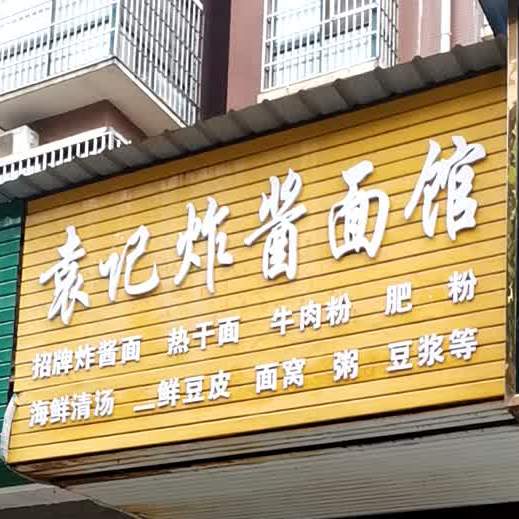 袁记炸酱面馆
招牌炸酱面 热干面 牛肉粉 肥 粉
海鲜清汤 二鲜豆皮 面窝 粥 豆浆等